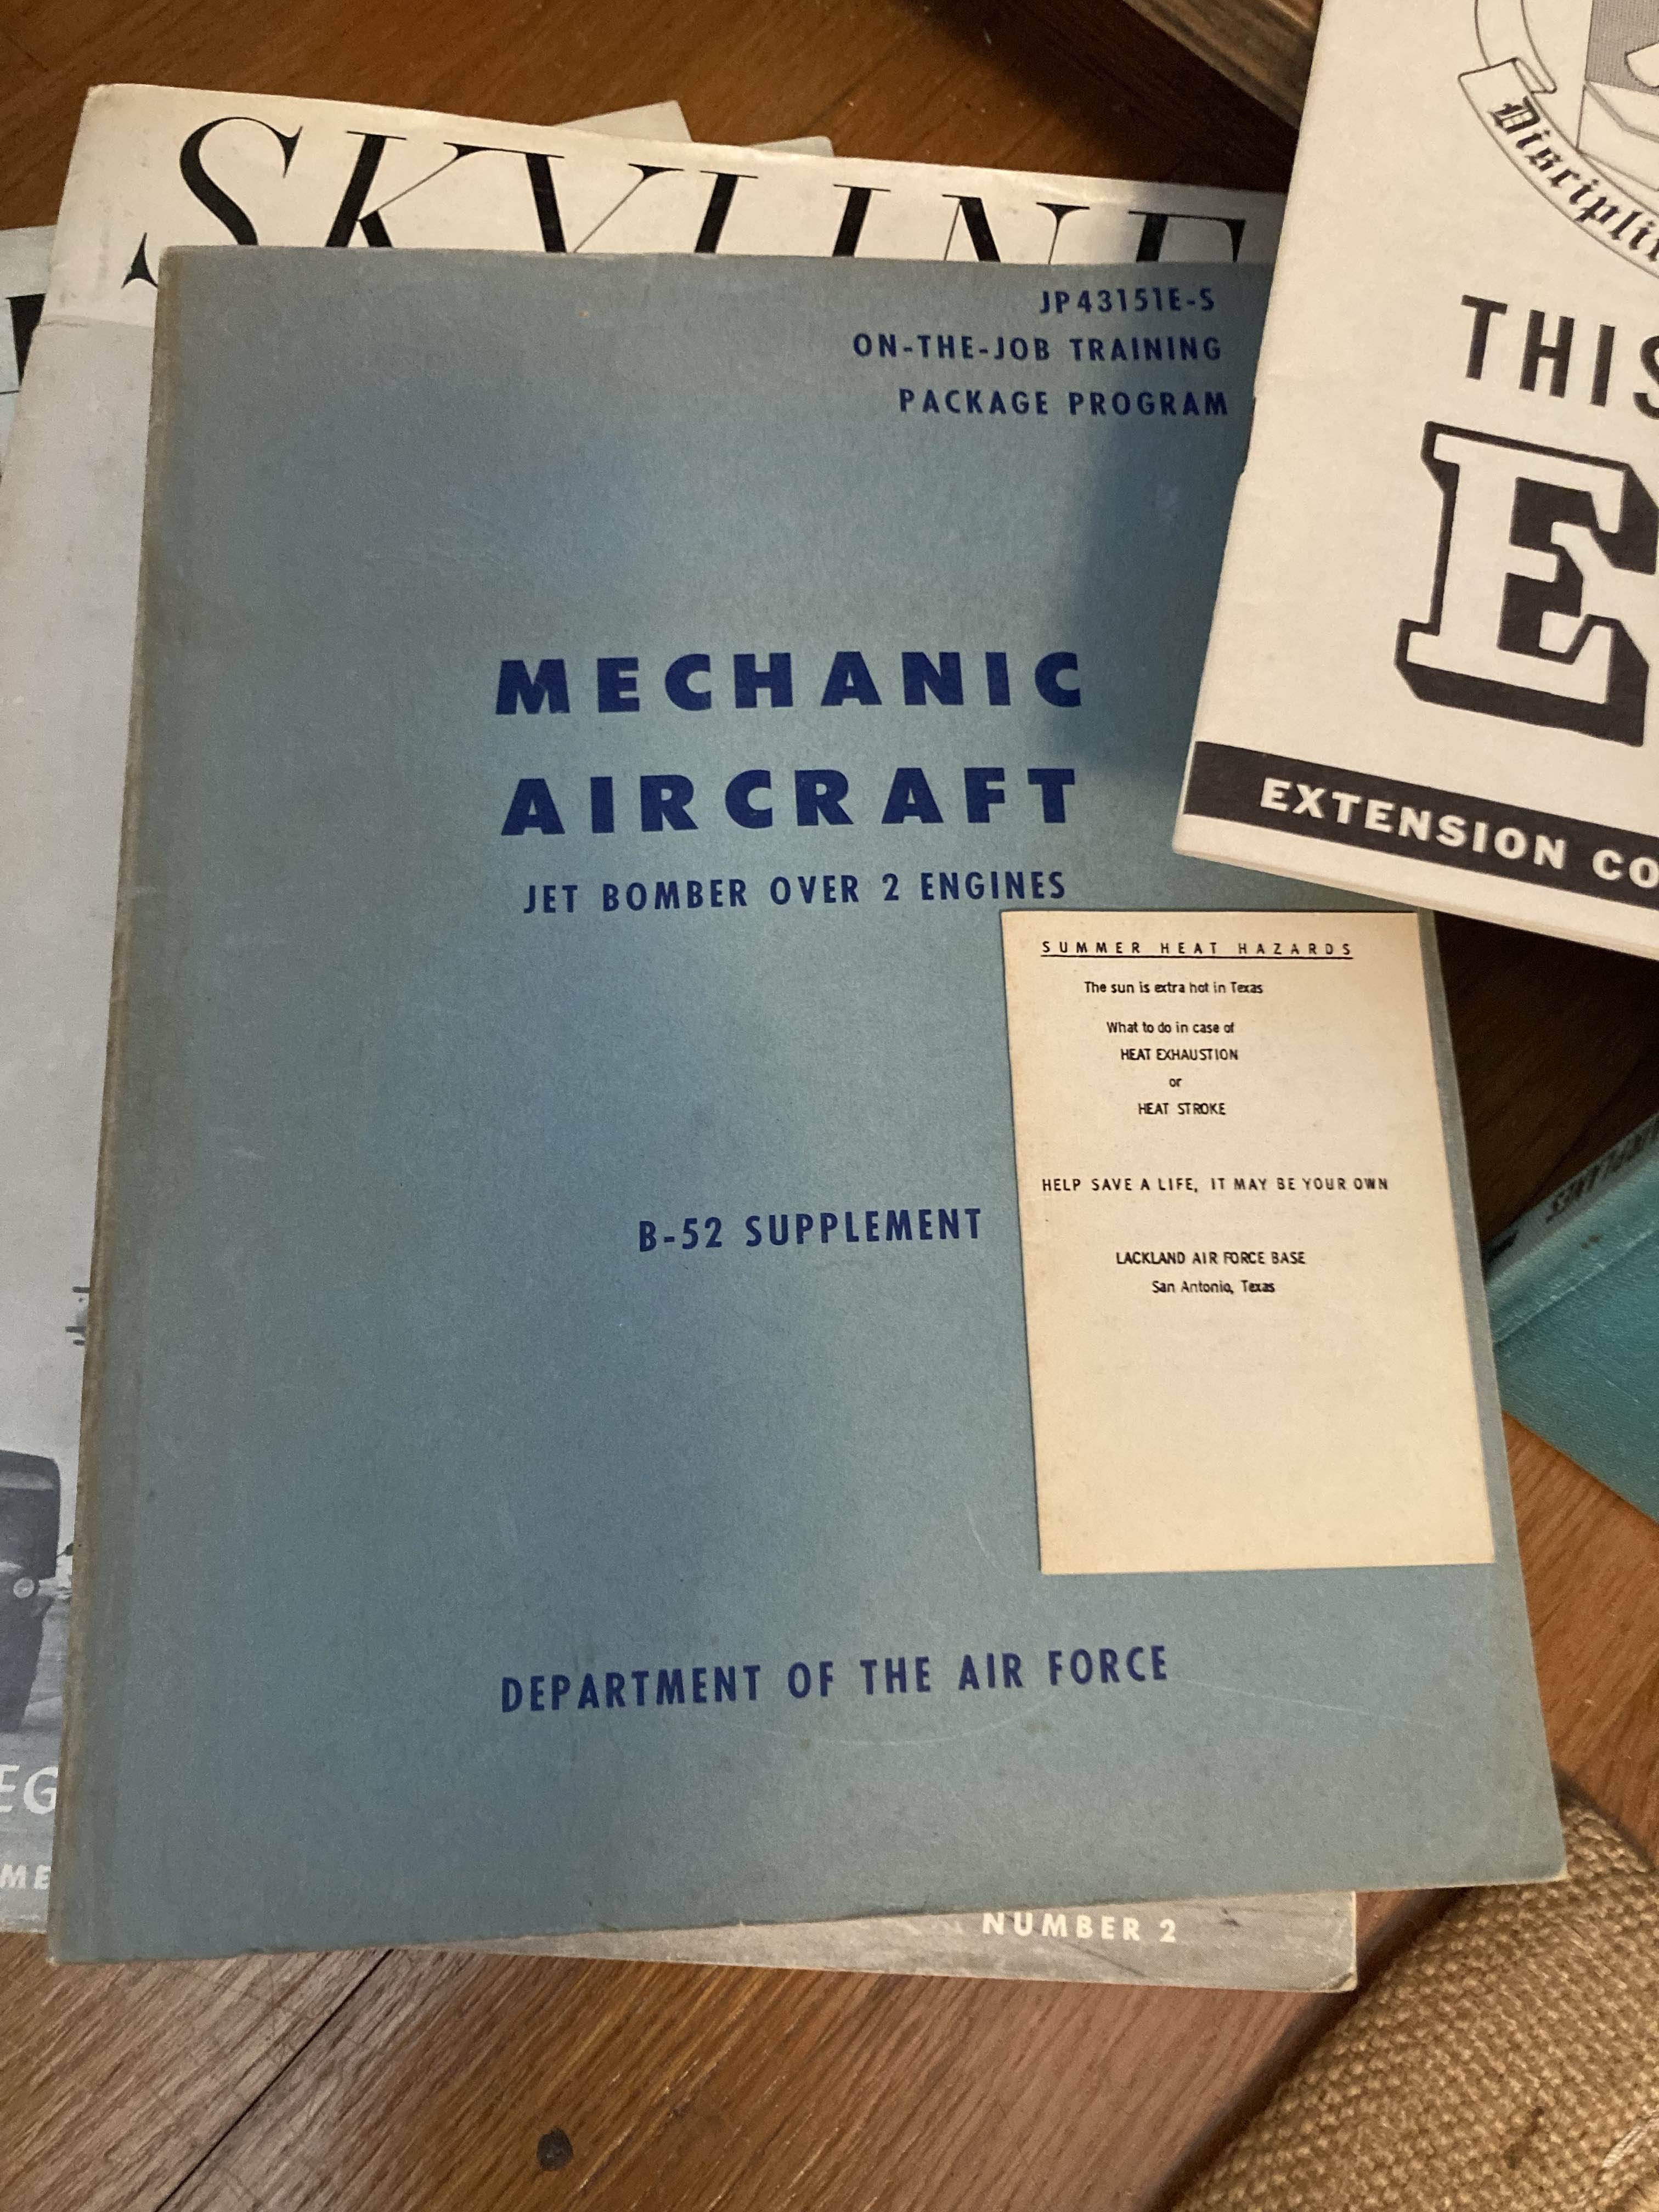 SKYLINE
JP43151E-S
ON-THE-JOB TRAINING
PACKAGE PROGRAM
MECHANIC
AIRCRAFT
JET BOMBER OVER 2 ENGINES
B-52 SUPPLEMENT
DEPARTMENT OF THE AIR FORCE
SUMMER HEAT HAZARDS
The sun is extra hot in Texas
What to do in case of
HEAT EXHAUSTION
or
HEAT STROKE
HELP SAVE A LIFE, IT MAY BE YOUR OWN
LACKLAND AIR FORCE BASE
San Antonio, Texas
THIS
E
EXTENSION CO
EG
ME
NUMBER 2